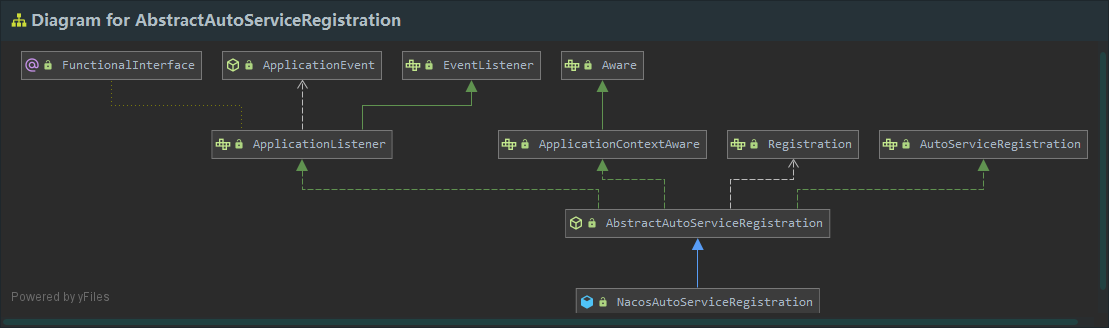 Diagram for AbstractAutoServiceRegistration
FunctionalInterface
ApplicationEvent
EventListener
Aware
ApplicationListener
ApplicationContextAware
Registration
AutoServiceRegistration
AbstractAutoServiceRegistration
NacosAutoServiceRegistration
Powered by yFiles